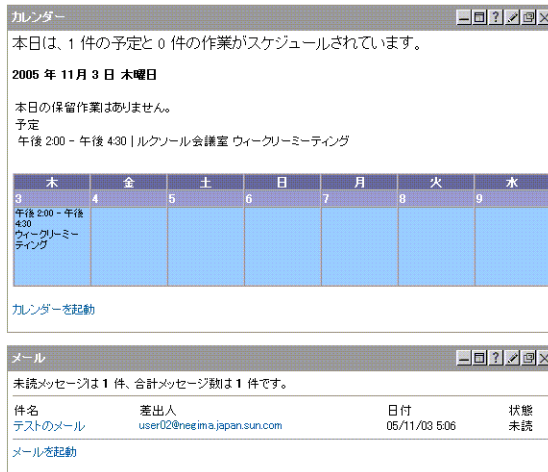 カレンダー
本日は、1 件の予定と 0 件の作業がスケジュールされています。
2005 年 11月 3 日 木曜日
本日の保留作業はありません。
予定
午後 2:00 - 午後 4:30 | ルクソール会議室 ウィークリーミーティング
木 金 土 日 月 火 水
3 4 5 6 7 8 9
午後 2:00 - 午後
4:30
ウィークリーミー
ティング
カレンダーを起動
メール
未読メッセージは 1 件、合計メッセージ数は 1 件です。
件名 差出人 日付 状態
テストのメール user02@negima.japan.sun.com 05/11/03 5:06 未読
メールを起動